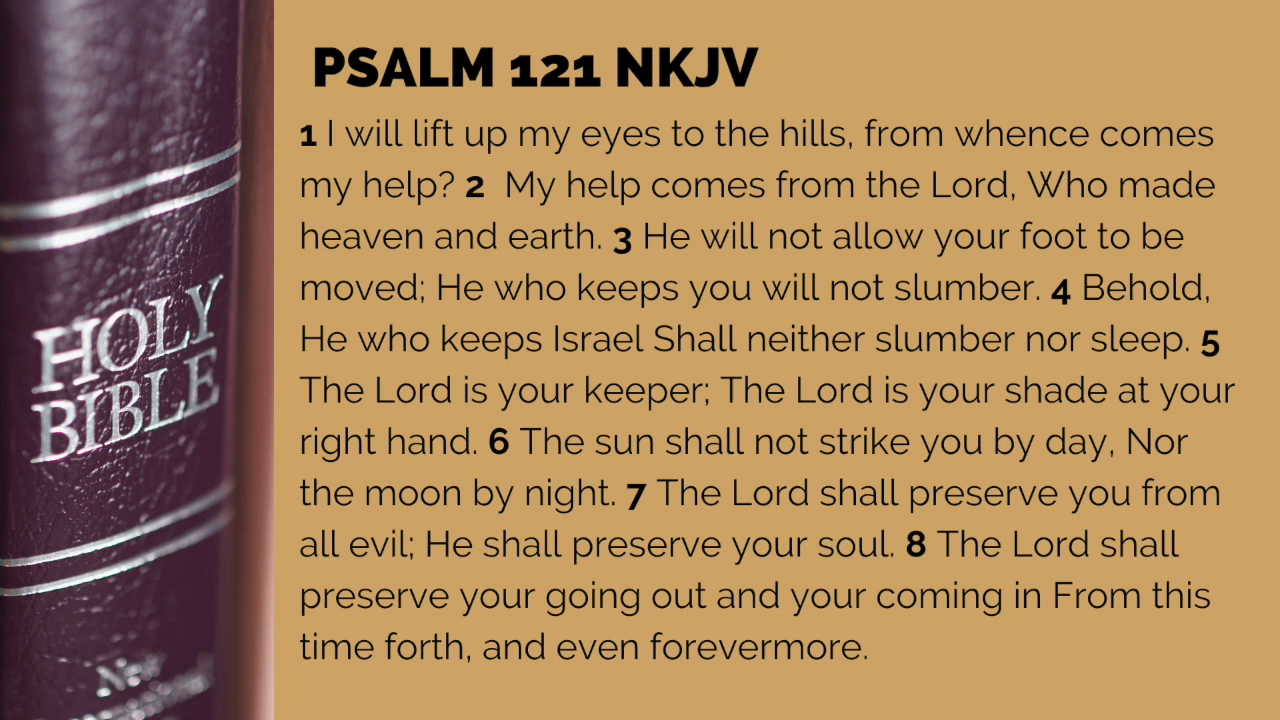 HOLY
BIBLE
New
PSALM 121 NKJV
1 I will lift up my eyes to the hills, from whence comes
my help? 2 My help comes from the Lord, Who made
heaven and earth. 3 He will not allow your foot to be
moved; He who keeps you will not slumber. 4 Behold,
He who keeps Israel Shall neither slumber nor sleep. 5
The Lord is your keeper; The Lord is your shade at your
right hand. 6 The sun shall not strike you by day, Nor
the moon by night. 7 The Lord shall preserve you from
all evil; He shall preserve your soul. 8 The Lord shall
preserve your going out and your coming in From this
time forth, and even forevermore.